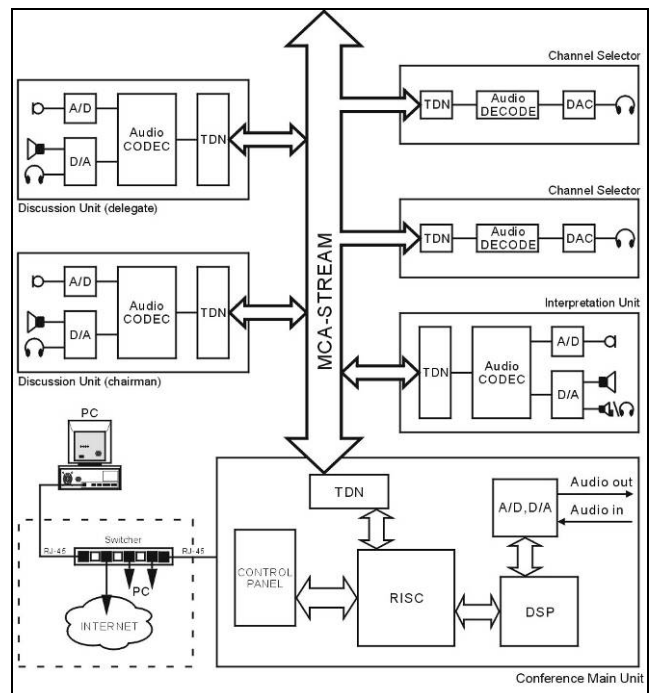 A/D
D/A
Audio
CODEC
TDN
Discussion Unit (delegate)
A/D
D/A
Audio
CODEC
TDN
Discussion Unit (chairman)
MCA-STREAM
Channel Selector
TDN
Audio
DECODE
DAC
Channel Selector
TDN
Audio
DECODE
DAC
Interpretation Unit
TDN
Audio
CODEC
A/D
D/A
PC
Switcher
RJ-45
RJ-45
PC
INTERNET
TDN
CONTROL
PANEL
RISC
A/D,D/A
Audio out
Audio in
DSP
Conference Main Unit